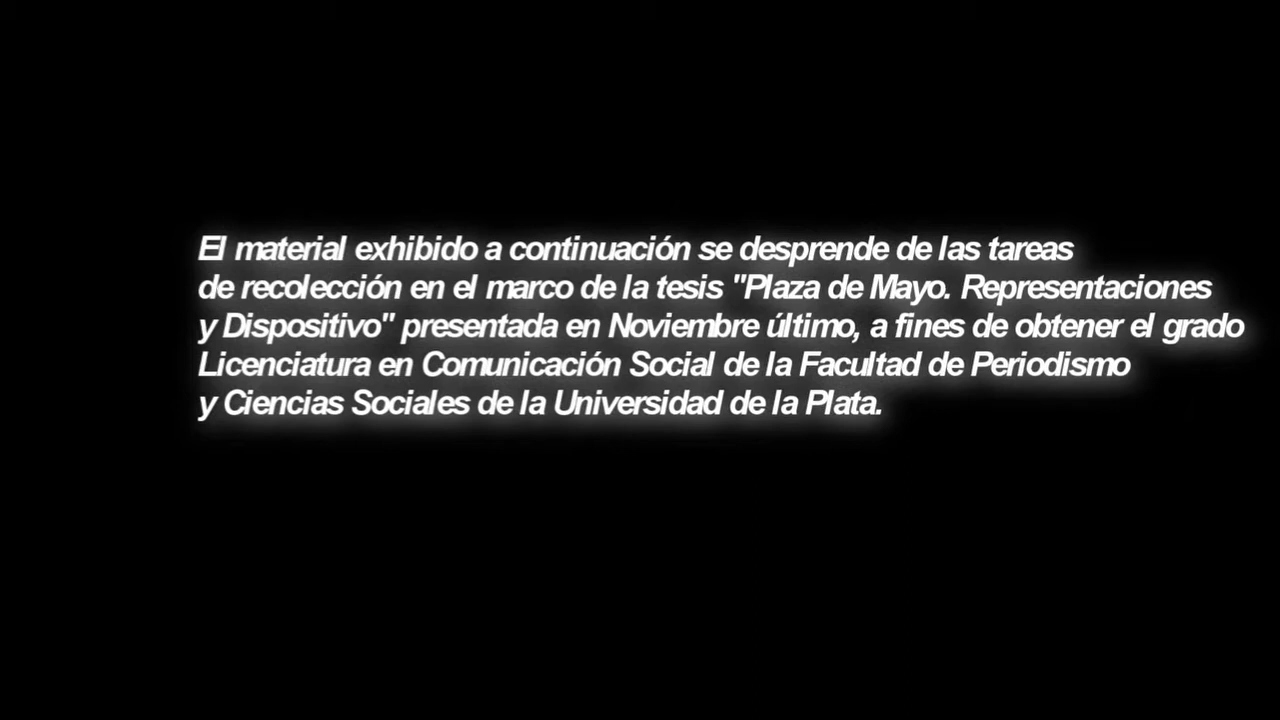 El material exhibido a continuación se desprende de las tareas
de recolección en el marco de la tesis "Plaza de Mayo. Representaciones
y Dispositivo" presentada en Noviembre último, a fines de obtener el grado
Licenciatura en Comunicación Social de la Facultad de Periodismo
y Ciencias Sociales de la Universidad de la Plata.